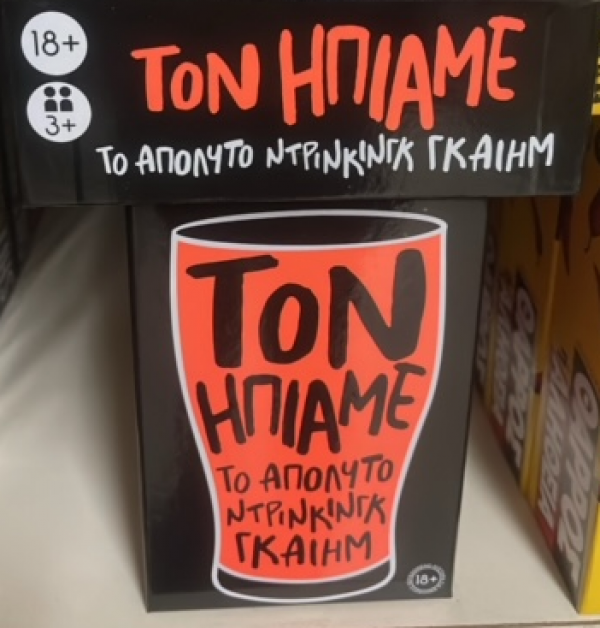 18+
3+
ΤΟΝ ΗΠΙΑΜΕ
ΤΟ ΑΠΟΛΥΤΟ ΝΤΡΙΝΚΙΝΓΚ ΓΚΑΙΗΜ
ΤΟΝ
ΗΠΙΑΜΕ
ΤΟ ΑΠΟΛΥΤΟ
ΝΤΡΙΝΚΙΝΓΚ
ΓΚΑΙΗΜ
18+